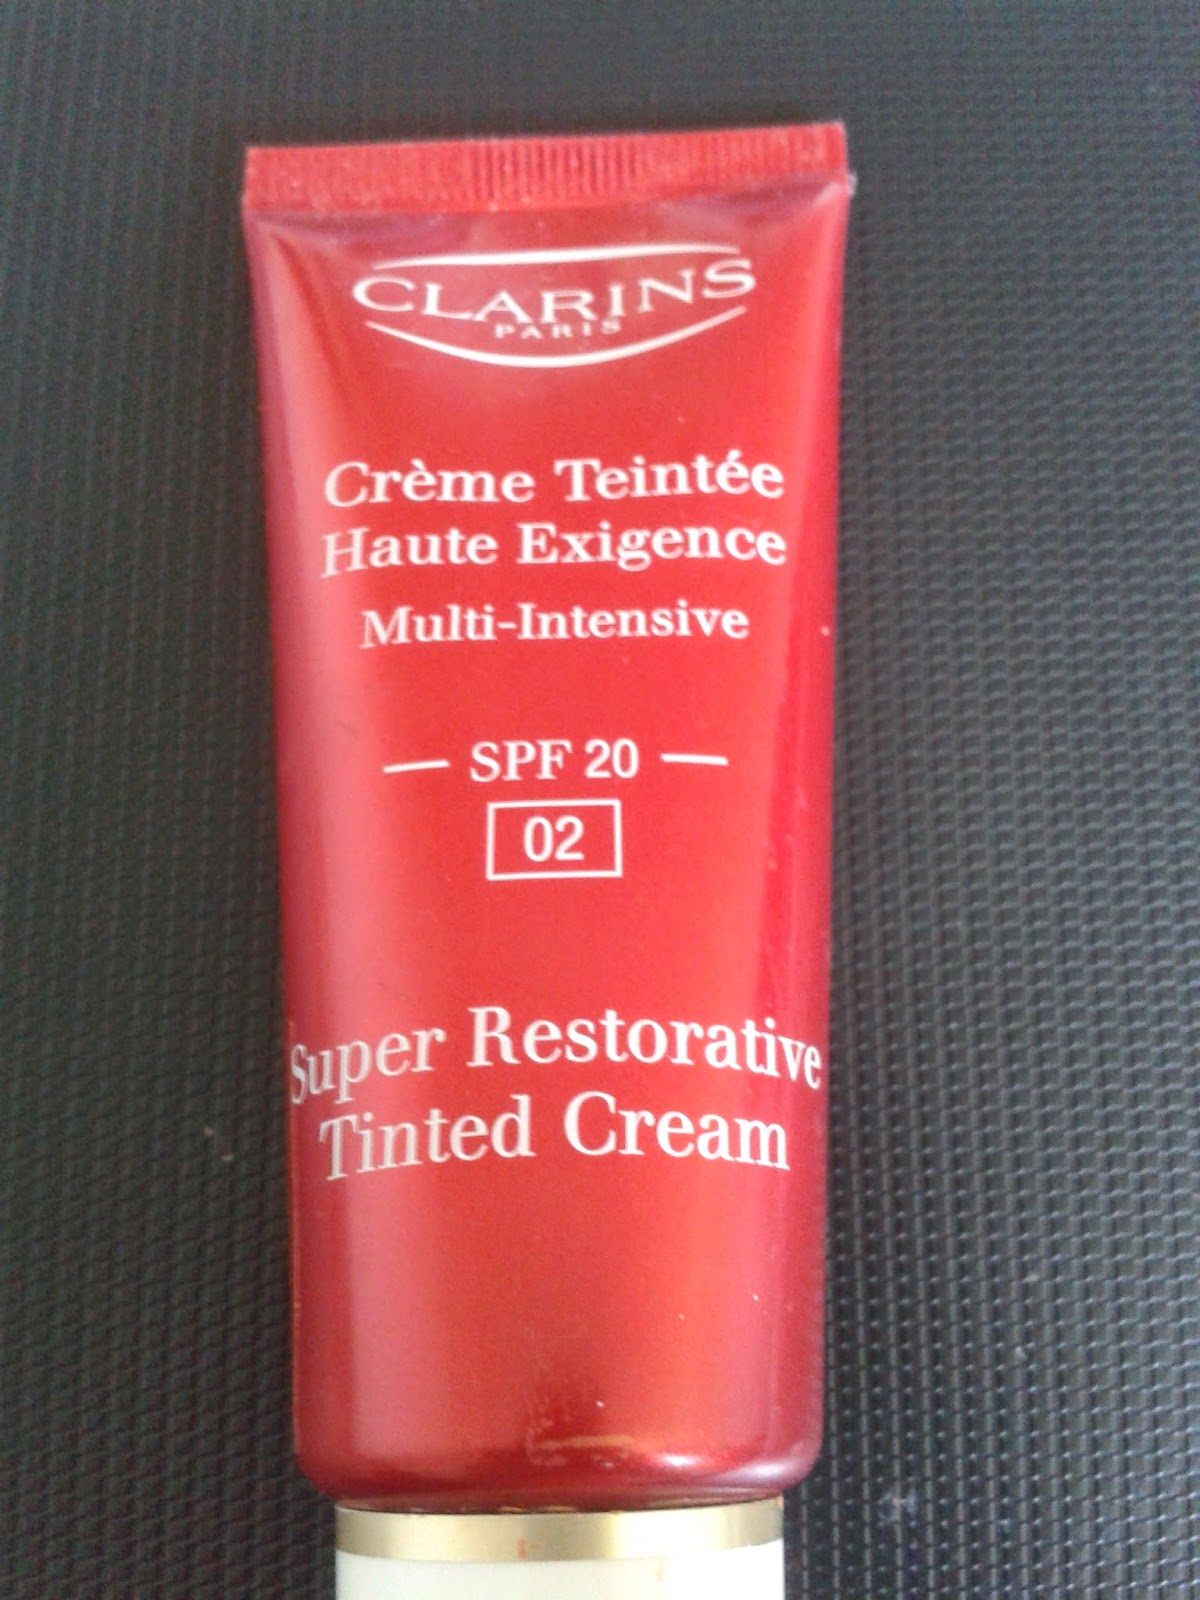 CLARINS
PARIS
Crème Teintée
Haute Exigence
Multi-Intensive
— SPF 20 —
02
Super Restorative
Tinted Cream